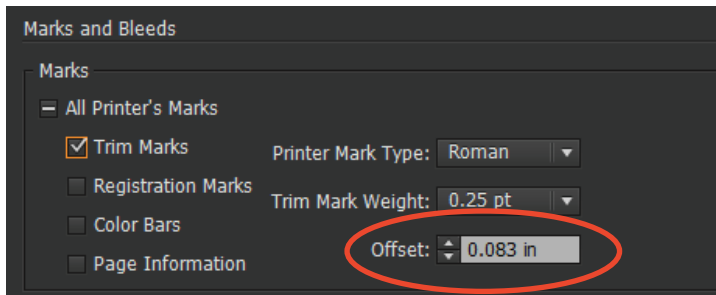 Marks and Bleeds
Marks
All Printer's Marks
Trim Marks
Printer Mark Type: Roman
Registration Marks
Trim Mark Weight: 0.25 pt
Color Bars
Offset: 0.083 in
Page Information